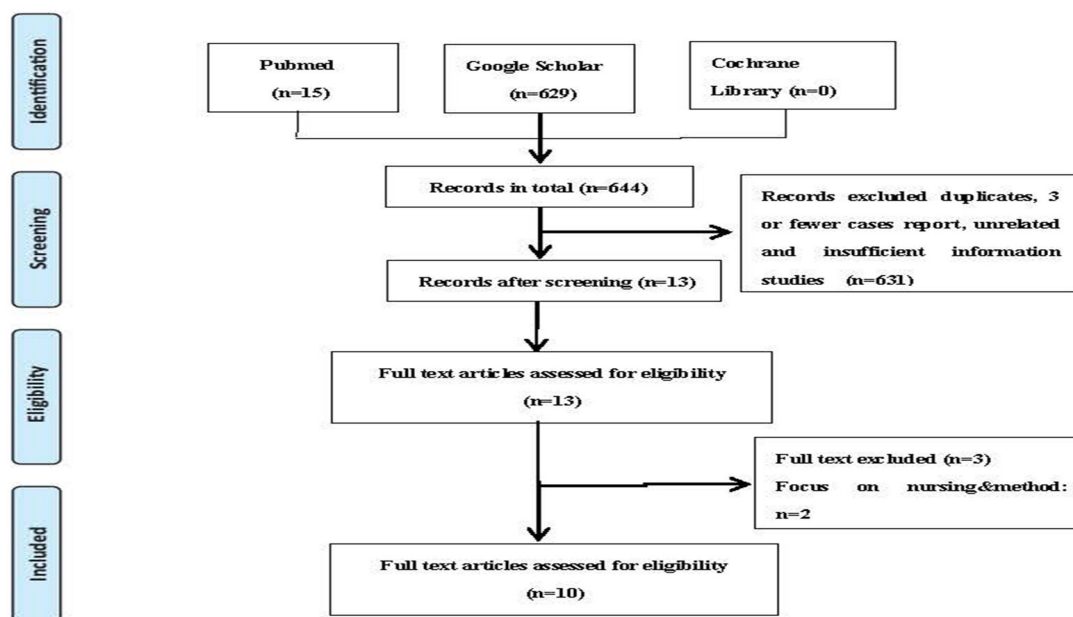 Identification
Pubmed
(n=15)
Google Scholar
(n=629)
Cochrane
Library (n=0)
Screening
Records in total (n=644)
Records excluded duplicates, 3
or fewer cases report, unrelated
and insufficient information
studies (n=631)
Records after screening (n=13)
Eligibility
Full text articles assessed for eligibility
(n=13)
Full text excluded (n=3)
Focus on nursing&method:
n=2
Included
Full text articles assessed for eligibility
(n=10)